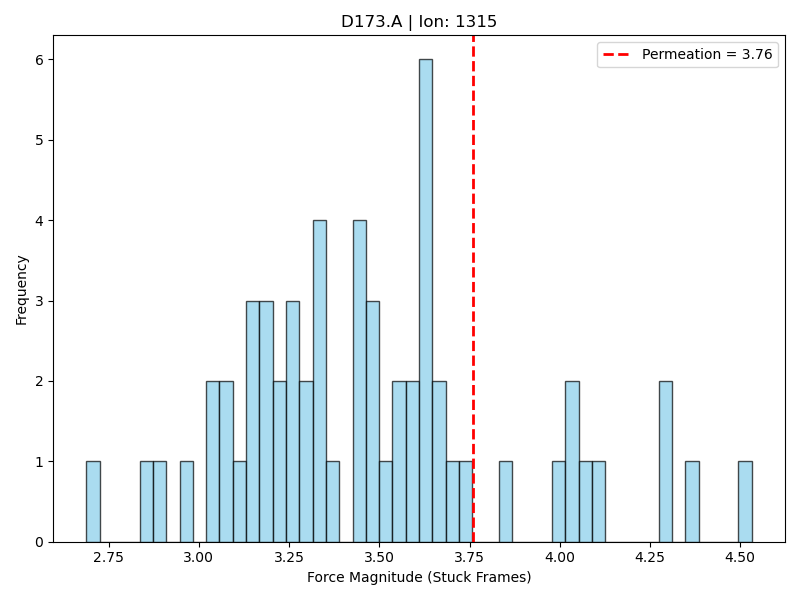 D173.A | Ion: 1315
Permeation = 3.76
6
5
4
3
2
1
0
Frequency
2.75 3.00 3.25 3.50 3.75 4.00 4.25 4.50
Force Magnitude (Stuck Frames)